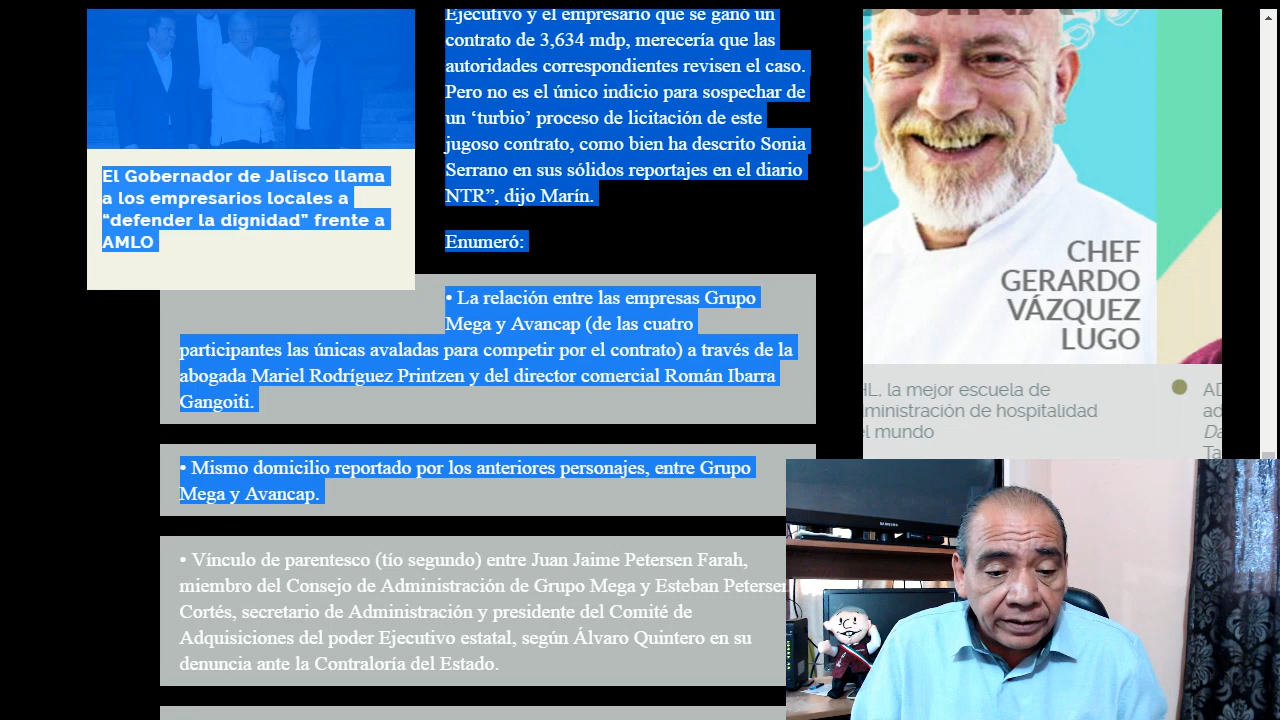 El Gobernador de Jalisco llama
a los empresarios locales a
“defender la dignidad” frente a
AMLO
Ejecutivo y el empresario que se ganó un
contrato de 3,634 mdp, merecería que las
autoridades correspondientes revisen el caso.
Pero no es el único indicio para sospechar de
un ‘turbio’ proceso de licitación de este
jugoso contrato, como bien ha descrito Sonia
Serrano en sus sólidos reportajes en el diario
NTR”, dijo Marín.
Enumeró:
• La relación entre las empresas Grupo
Mega y Avancap (de las cuatro
participantes las únicas avaladas para competir por el contrato) a través de la
abogada Mariel Rodríguez Printzen y del director comercial Román Ibarra
Gangoiti.
• Mismo domicilio reportado por los anteriores personajes, entre Grupo
Mega y Avancap.
• Vínculo de parentesco (tío segundo) entre Juan Jaime Petersen Farah,
miembro del Consejo de Administración de Grupo Mega y Esteban Petersen
Cortés, secretario de Administración y presidente del Comité de
Adquisiciones del poder Ejecutivo estatal, según Álvaro Quintero en su
denuncia ante la Contraloría del Estado.
CHEF
GERARDO
VÁZQUEZ
LUGO
HL, la mejor escuela de
ministración de hospitalidad
el mundo
AD
ad
Da
Ta
SAMSUNG